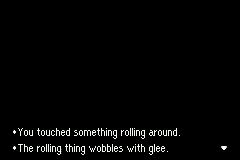 •You touched something rolling around.
•The rolling thing wobbles with glee.